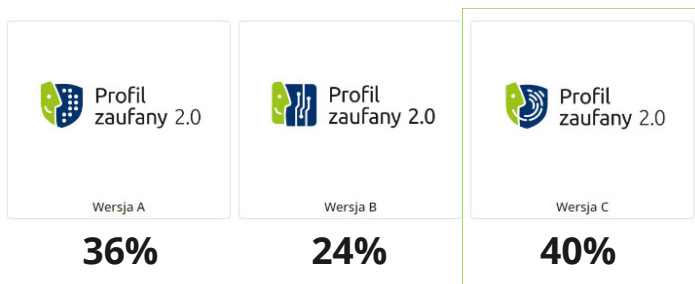 Profil
zaufany 2.0
Wersja A
36%
Profil
zaufany 2.0
Wersja B
24%
Profil
zaufany 2.0
Wersja C
40%